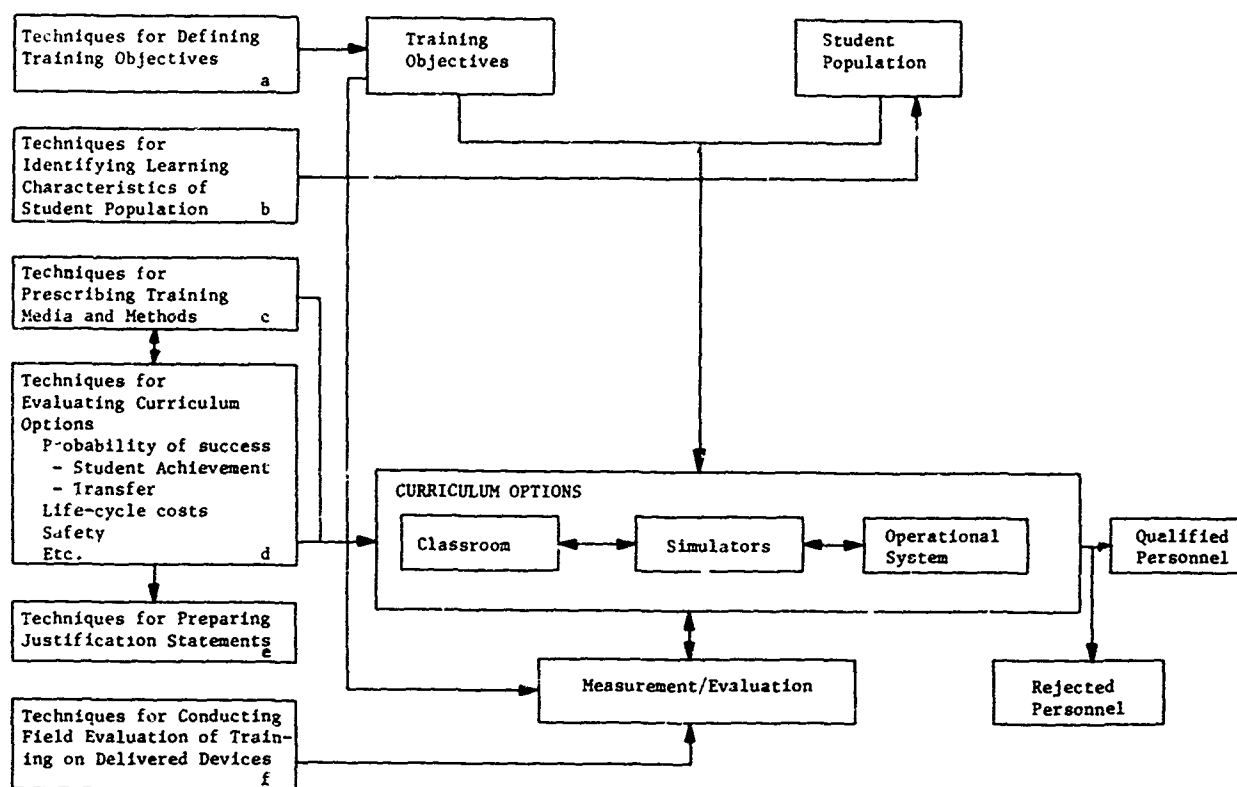 Techniques for Defining
Training Objectives
a
Training
Objectives
Student
Population
Techniques for
Identifying Learning
Characteristics of
Student Population b
Techniques for
Prescribing Training
Media and Methods c
Techniques for
Evaluating Curriculum
Options
Probability of success
- Student Achievement
- Transfer
Life-cycle costs
Safety
Etc. d
Techniques for Preparing
Justification Statements
e
Techniques for Conducting
Field Evaluation of Train-
ing on Delivered Devices
f
CURRICULUM OPTIONS
Classroom
Simulators
Operational
System
Qualified
Personnel
Measurement/Evaluation
Rejected
Personnel